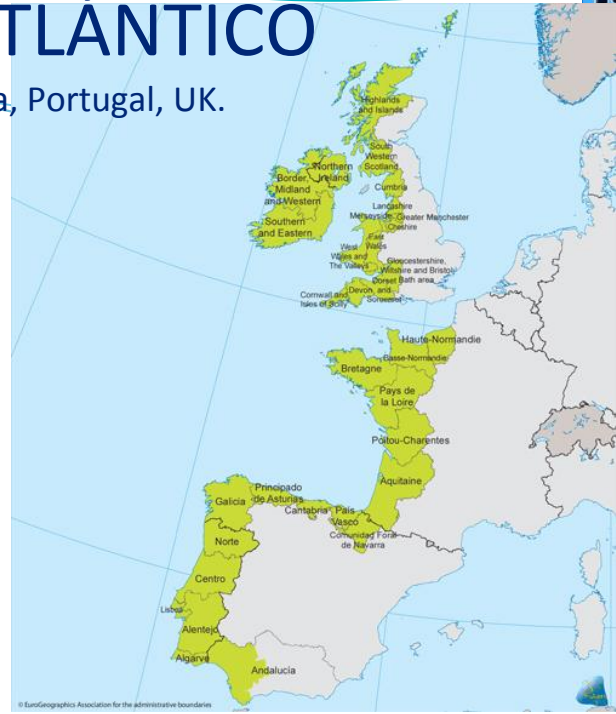 TLÁNTICO
a, Portugal, UK.
Highlands
and Islands
South
Western
Scotland
Northern
Ireland
Border,
Midland
and Western
Cumbria
Lancashire
Merseyside
Greater Manchester
Cheshire
Southern
and Eastern
East
Wales
West
Wales and
The Valleys
Gloucestershire,
Wiltshire and Bristol/
Bath area
Dorset
Devon, and
Somerset
Cornwall and
Isles of Scilly
Haute-Normandie
Basse-Normandie
Bretagne
Pays de
la Loire
Poitou-Charentes
Aquitaine
Principado
de Asturias
Galicia
Cantabria
País
Vasco
Comunidad Foral
de Navarra
Norte
Centro
Lisboa
Alentejo
Algarve
Andalucía
© EuroGeographics Association for the administrative boundaries